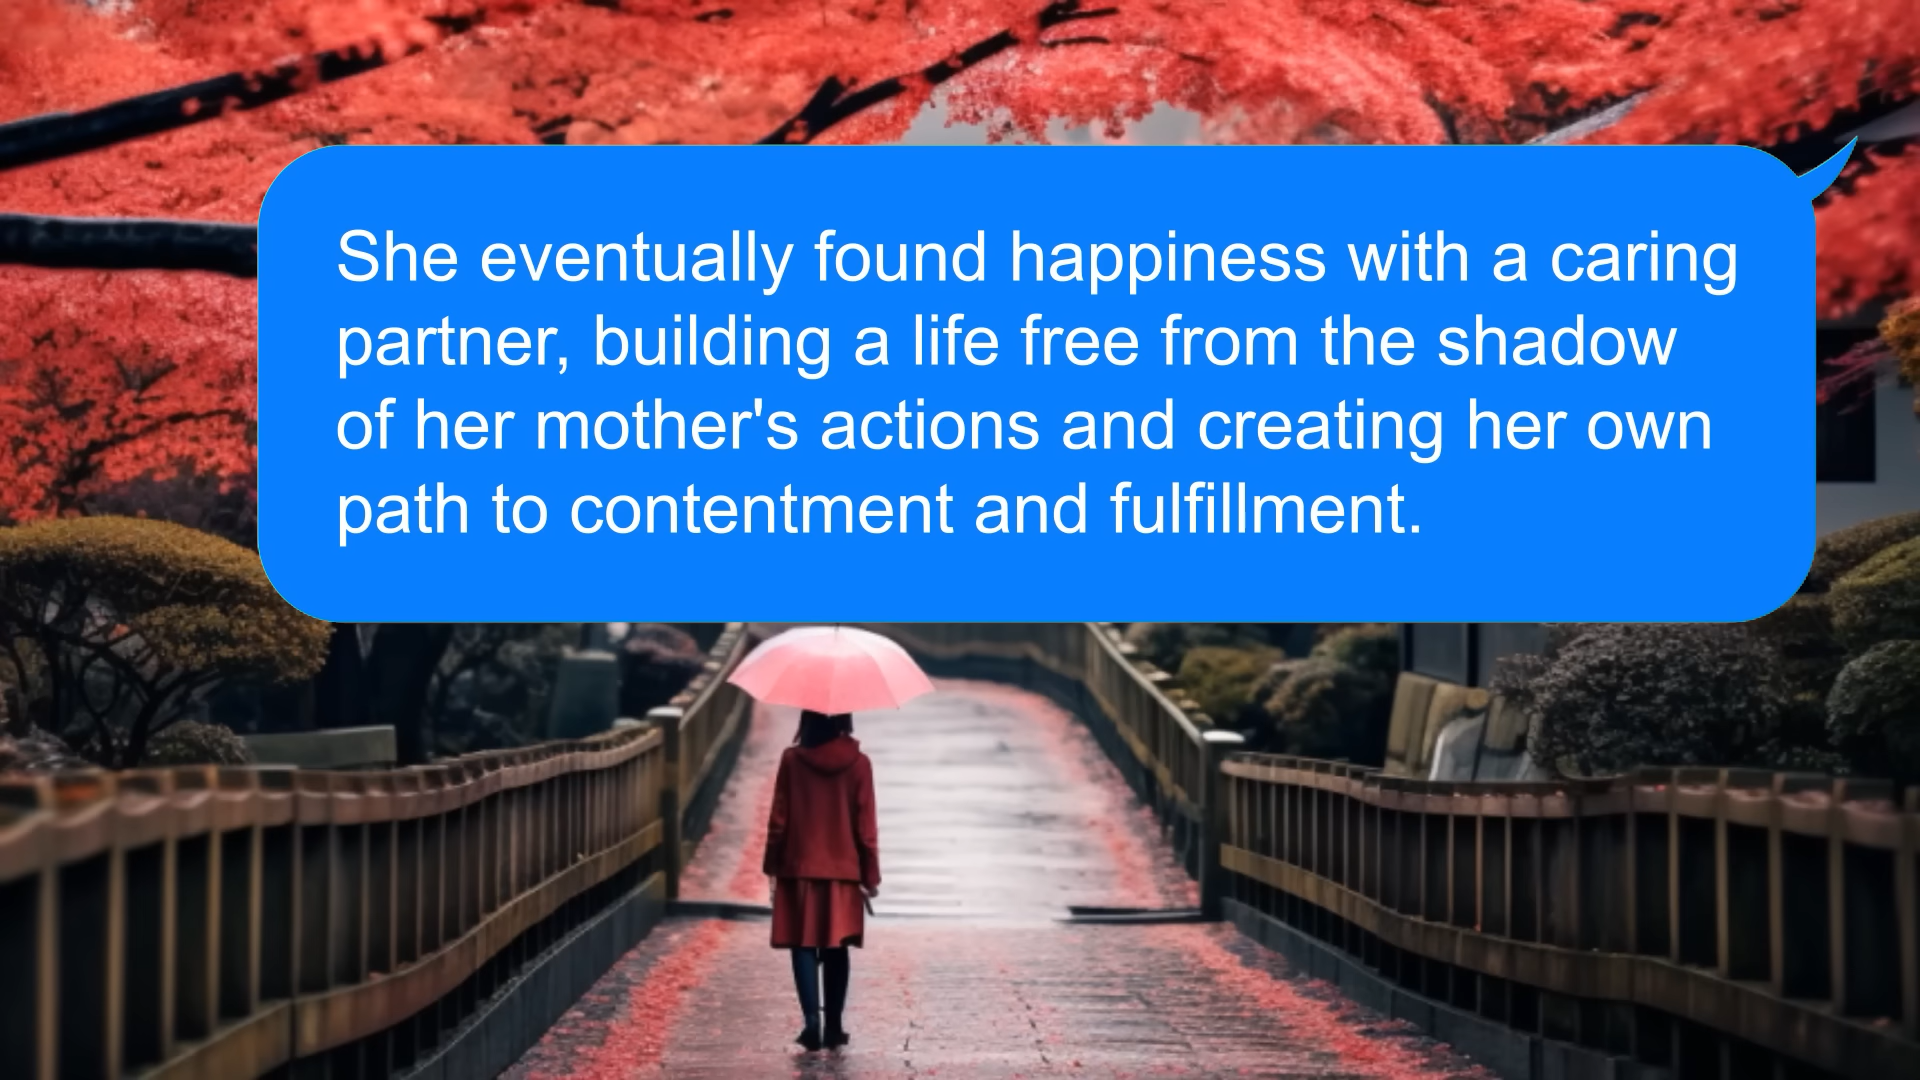 She eventually found happiness with a caring
partner, building a life free from the shadow
of her mother's actions and creating her own
path to contentment and fulfillment.